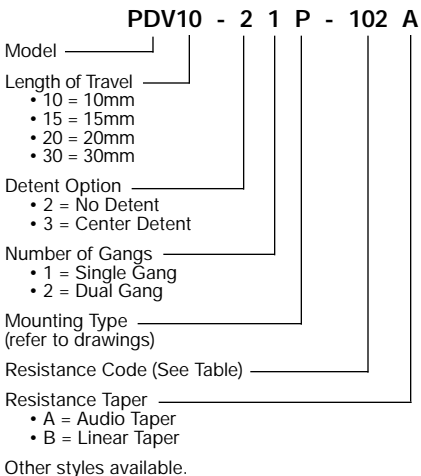 PDV10 - 2 1 P - 102 A
Model
Length of Travel
• 10 = 10mm
• 15 = 15mm
• 20 = 20mm
• 30 = 30mm
Detent Option
• 2 = No Detent
• 3 = Center Detent
Number of Gangs
• 1 = Single Gang
• 2 = Dual Gang
Mounting Type
(refer to drawings)
Resistance Code (See Table)
Resistance Taper
• A = Audio Taper
• B = Linear Taper
Other styles available.